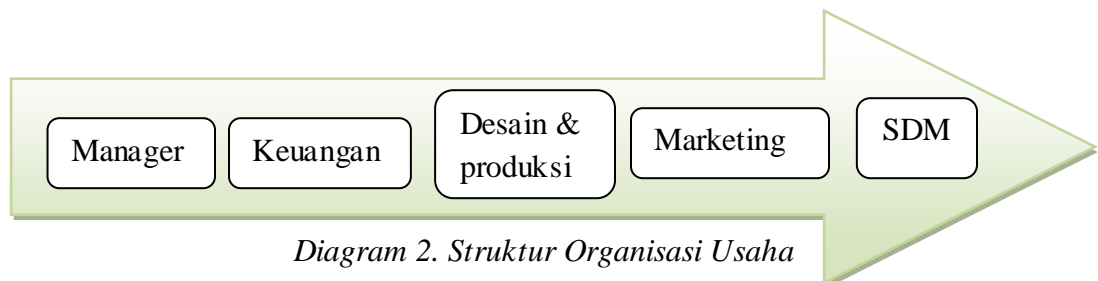 Manager
Keuangan
Desain &
produksi
Marketing
SDM
Diagram 2. Struktur Organisasi Usaha